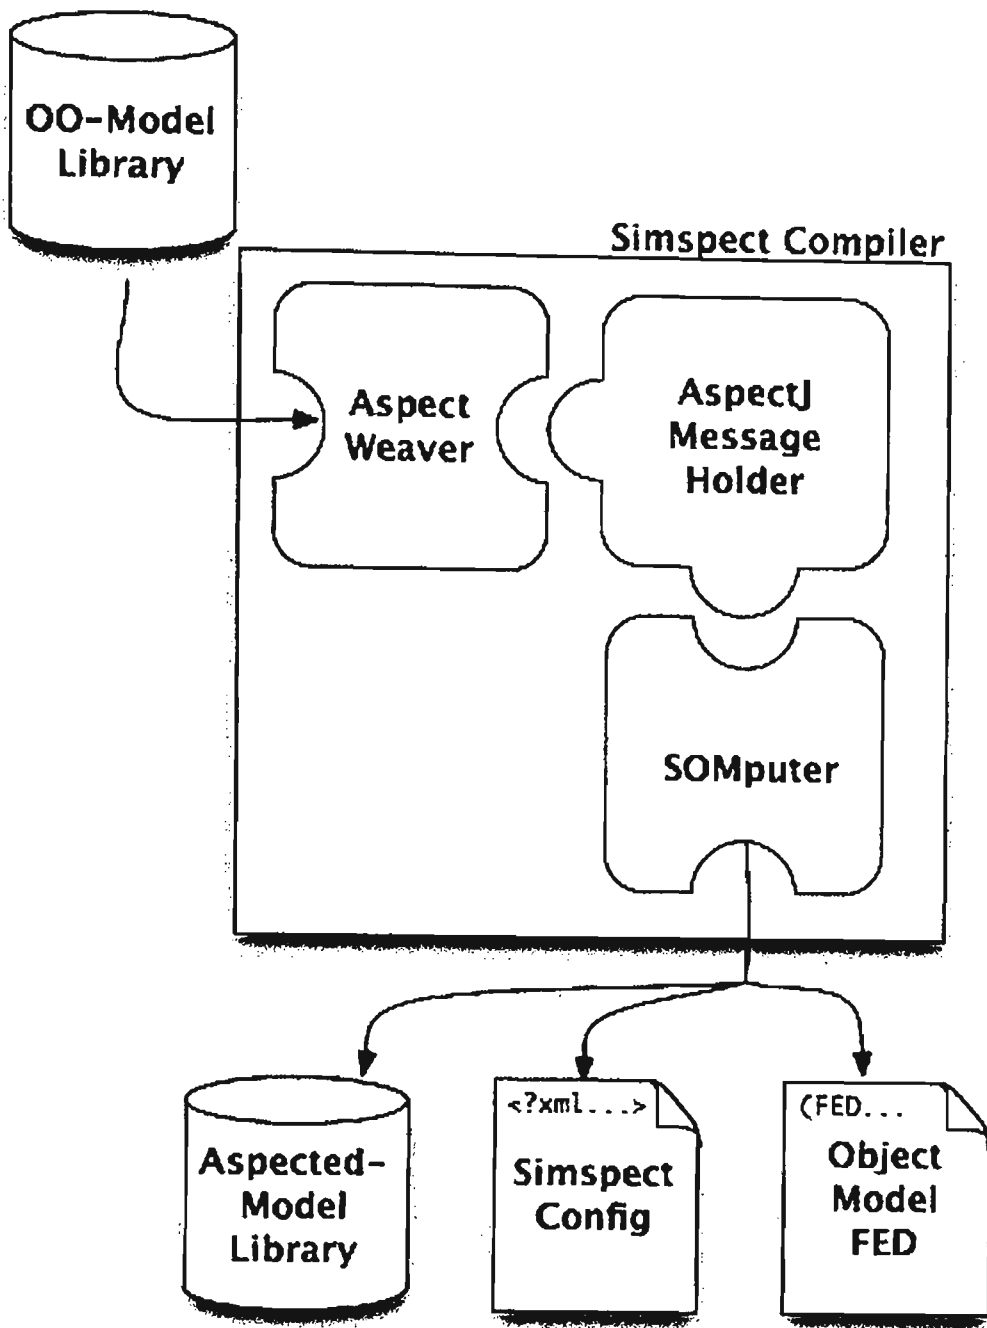 OO-Model
Library
Simspect Compiler
Aspect
Weaver
AspectJ
Message
Holder
SOMputer
Aspected-
Model
Library
<?xml...>
Simspect
Config
(FED...
Object
Model
FED